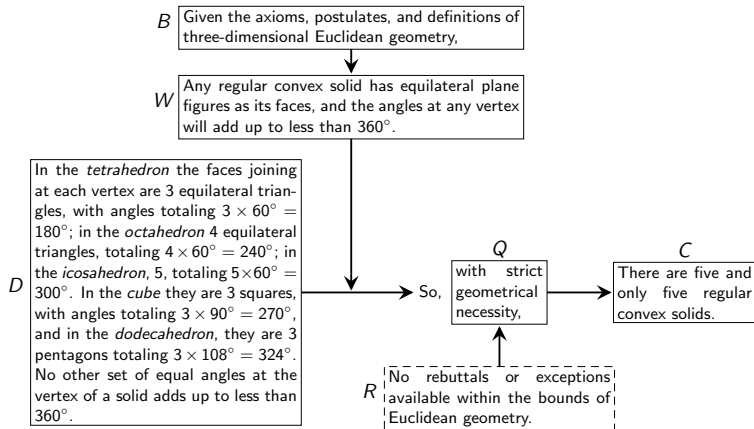 B
Given the axioms, postulates, and definitions of
three-dimensional Euclidean geometry,
W
Any regular convex solid has equilateral plane
figures as its faces, and the angles at any vertex
will add up to less than 360°.
D
In the tetrahedron the faces joining
at each vertex are 3 equilateral trian-
gles, with angles totaling 3 × 60° =
180°; in the octahedron 4 equilateral
triangles, totaling 4 × 60° = 240°; in
the icosahedron, 5, totaling 5×60° =
300°. In the cube they are 3 squares,
with angles totaling 3 × 90° = 270°,
and in the dodecahedron, they are 3
pentagons totaling 3 × 108° = 324°.
No other set of equal angles at the
vertex of a solid adds up to less than
360°.
So,
Q
with strict
geometrical
necessity,
C
There are five and
only five regular
convex solids.
R
No rebuttals or exceptions
available within the bounds of
Euclidean geometry.